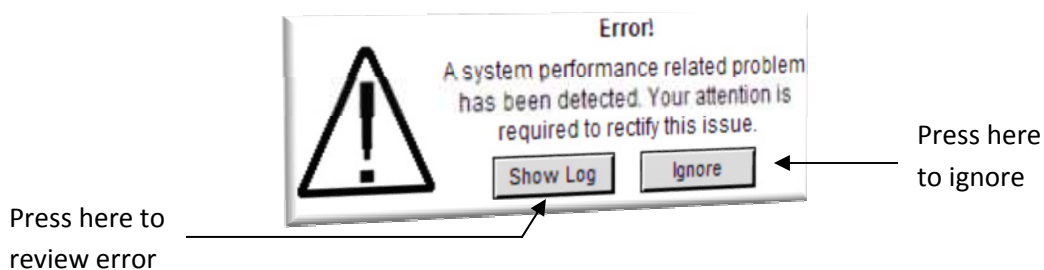 Error!
A system performance related problem
has been detected. Your attention is
required to rectify this issue.
Show Log Ignore
Press here
to ignore
Press here to
review error